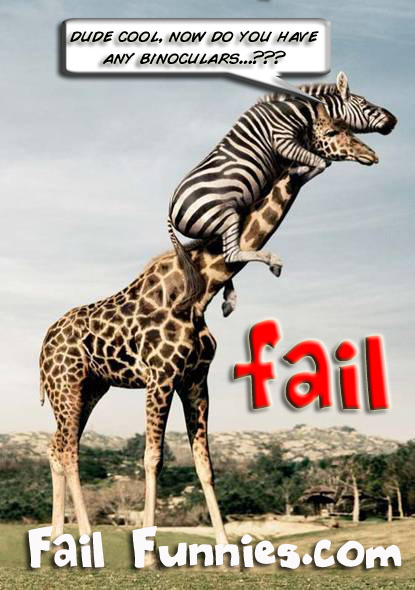 DUDE COOL, NOW DO YOU HAVE
ANY BINOCULARS...???
fail
Fail Funnies.com